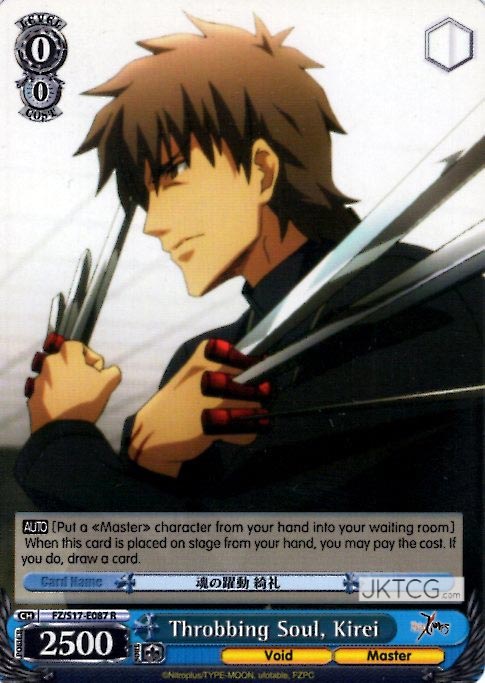 LEVEL
0
0
COST
AUTO [Put a «Master» character from your hand into your waiting room]
When this card is placed on stage from your hand, you may pay the cost. If
you do, draw a card.
Card Name
魂の躍動 綺礼
JKTCG.com
CH FZ/S17-E087 R
POWER
2500
SOUL
Throbbing Soul, Kirei
Void
Master
©Nitroplus/TYPE-MOON, ufotable, FZPC